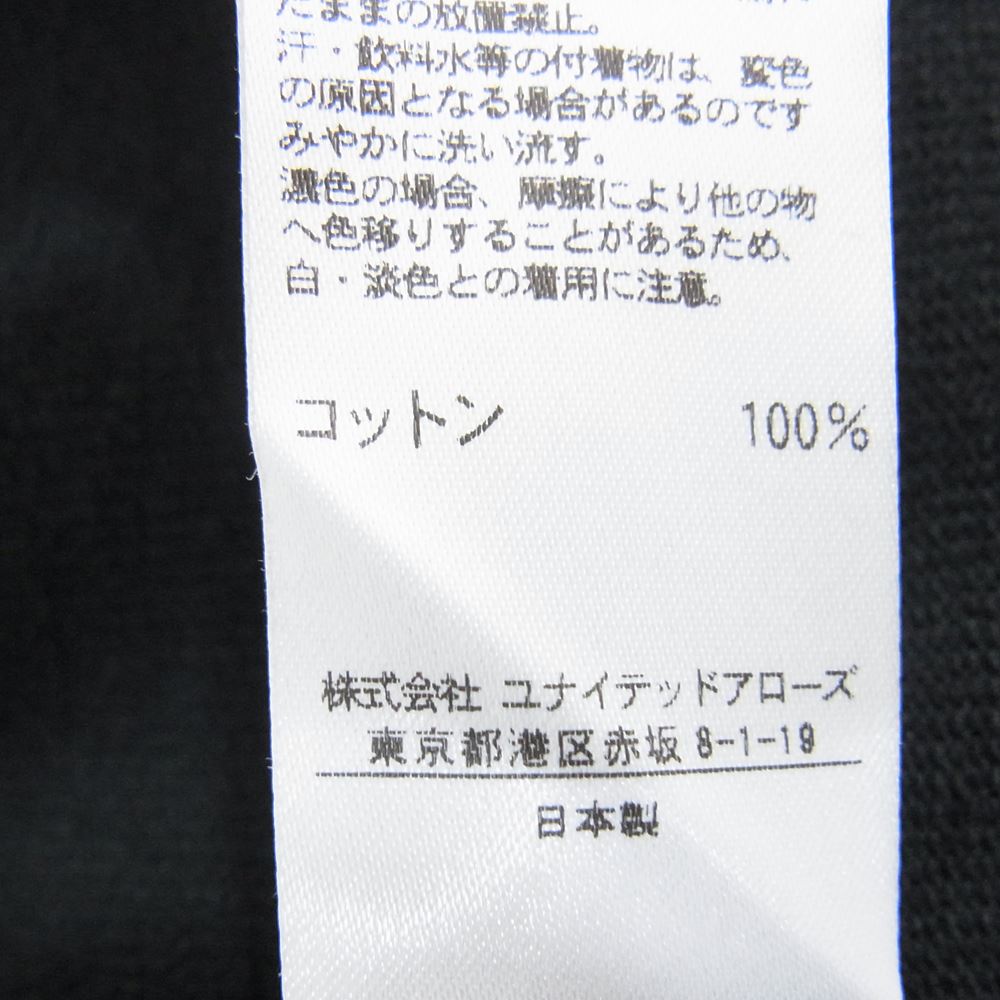 たままの放置禁止。
汗・飲料水等の付着物は、変色
の原因となる場合があるのです
みやかに洗い流す。
濃色の場合、摩擦により他の物
へ色移りすることがあるため、
白・淡色との着用に注意。
コットン 100%
株式会社 ユナイテッドアローズ
東京都港区赤坂 8-1-19
日本製